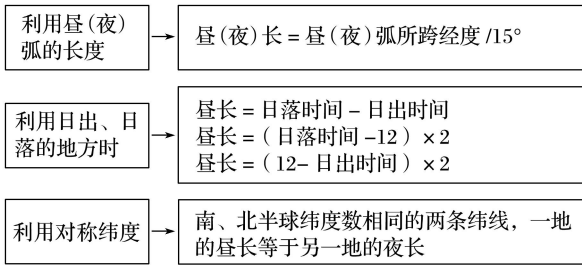 利用昼(夜)
弧的长度
昼(夜)长=昼(夜)弧所跨经度/15°
利用日出、日
落的地方时
昼长=日落时间-日出时间
昼长=(日落时间-12)×2
昼长=(12-日出时间)×2
利用对称纬度
南、北半球纬度数相同的两条纬线,一地
的昼长等于另一地的夜长